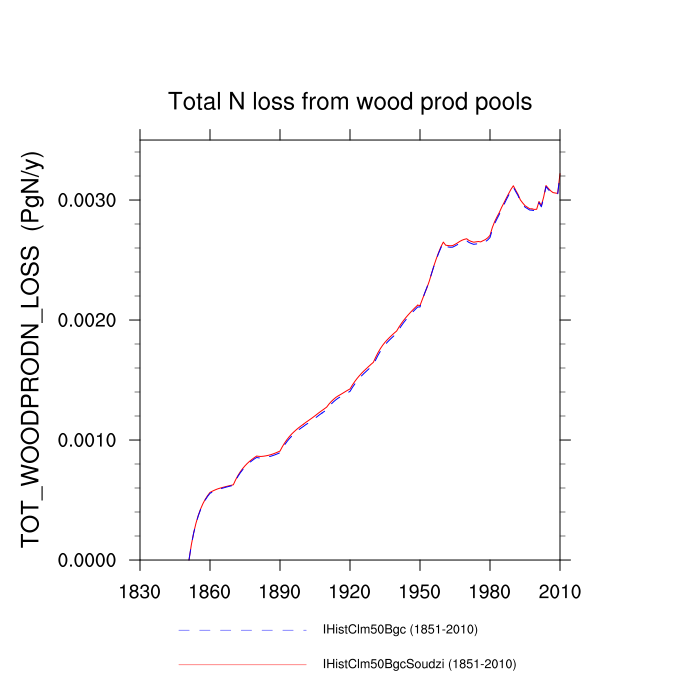 Total N loss from wood prod pools
TOT_WOODPRODN_LOSS (PgN/y)
0.0030
0.0020
0.0010
0.0000
1830 1860 1890 1920 1950 1980 2010
IHistClm50Bgc (1851-2010)
IHistClm50BgcSoudzi (1851-2010)